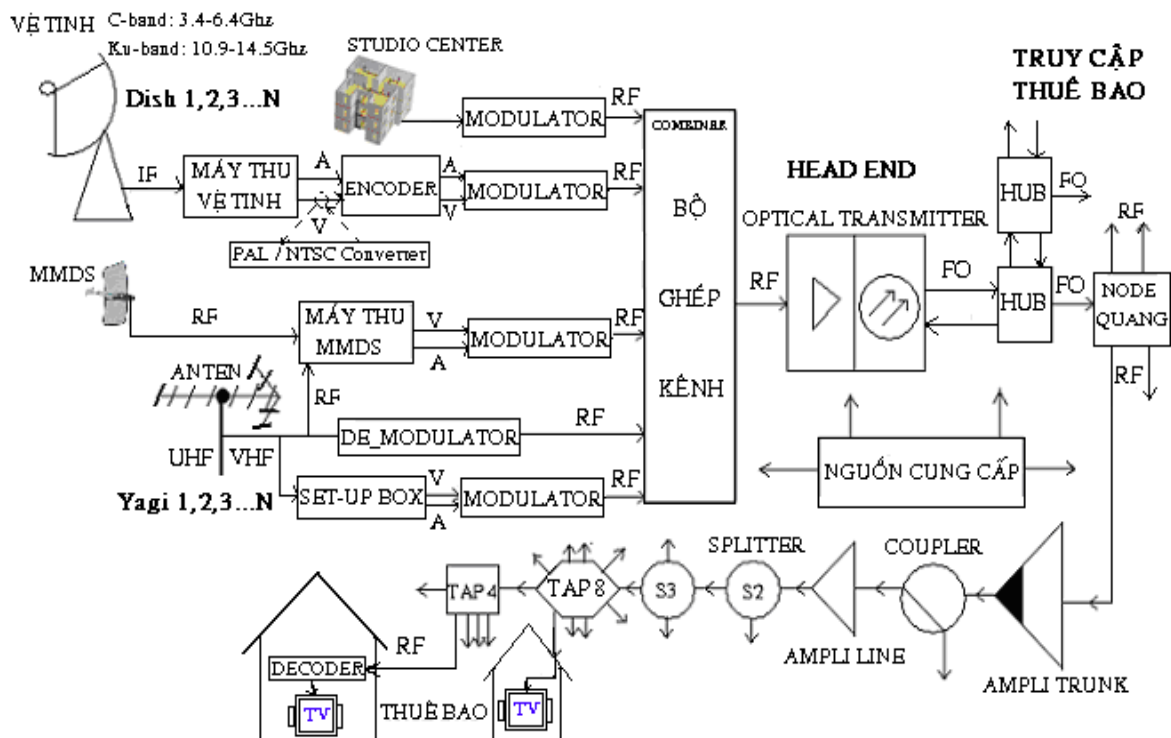 VỆ TINH
C-band: 3.4-6.4Ghz
Ku-band: 10.9-14.5Ghz
Dish 1,2,3...N
STUDIO CENTER
MODULATOR
RF
COMBINER
BỘ
GHÉP
KÊNH
TRUY CẬP
THUÊ BAO
IF
MÁY THU
VỆ TINH
A
V
ENCODER
A
V
MODULATOR
RF
PAL / NTSC Converter
HEAD END
OPTICAL TRANSMITTER
HUB
FO
RF
MMDS
RF
MÁY THU
MMDS
V
A
MODULATOR
RF
RF
FO
HUB
FO
NODE
QUANG
RF
ANTEN
RF
UHF
VHF
DE_MODULATOR
RF
Yagi 1,2,3...N
SET-UP BOX
V
A
MODULATOR
RF
NGUỒN CUNG CẤP
TAP4
TAP8
S3
SPLITTER
S2
AMPLI LINE
COUPLER
AMPLI TRUNK
RF
DECODER
TV
THUÊ BAO
TV